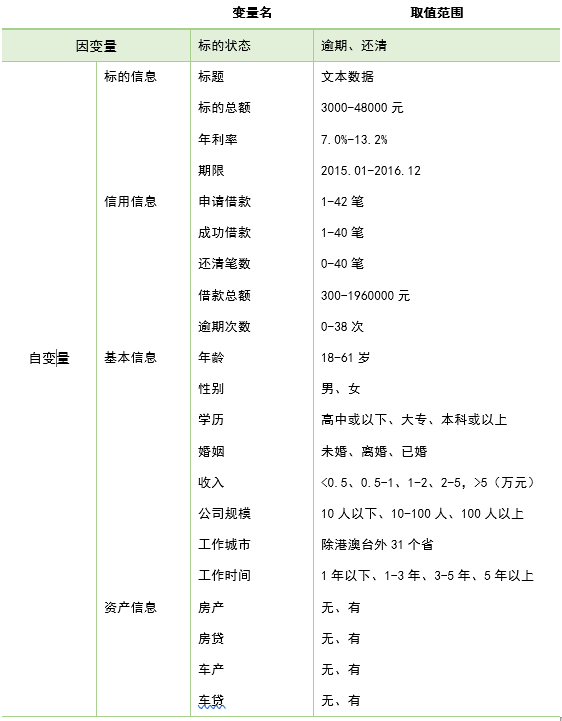 变量名 取值范围
因变量 标的状态 逾期、还清
标的信息 标题 文本数据
标的总额 3000-48000 元
年利率 7.0%-13.2%
期限 2015.01-2016.12
信用信息 申请借款 1-42 笔
成功借款 1-40 笔
还清笔数 0-40 笔
借款总额 300-1960000 元
逾期次数 0-38 次
自变量 基本信息 年龄 18-61 岁
性别 男、女
学历 高中或以下、大专、本科或以上
婚姻 未婚、离婚、已婚
收入 <0.5、0.5-1、1-2、2-5，>5（万元）
公司规模 10 人以下、10-100 人、100 人以上
工作城市 除港澳台外 31 个省
工作时间 1 年以下、1-3 年、3-5 年、5 年以上
资产信息 房产 无、有
房贷 无、有
车产 无、有
车贷 无、有